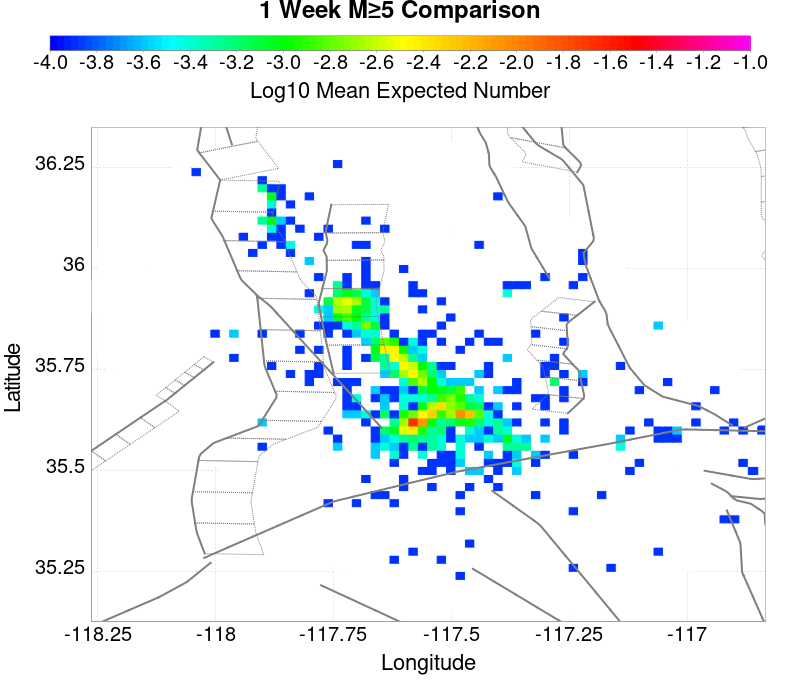 1 Week M≥5 Comparison
-4.0 -3.8 -3.6 -3.4 -3.2 -3.0 -2.8 -2.6 -2.4 -2.2 -2.0 -1.8 -1.6 -1.4 -1.2 -1.0
Log10 Mean Expected Number
36.25
36
35.75
35.5
35.25
Latitude
-118.25 -118 -117.75 -117.5 -117.25 -117
Longitude